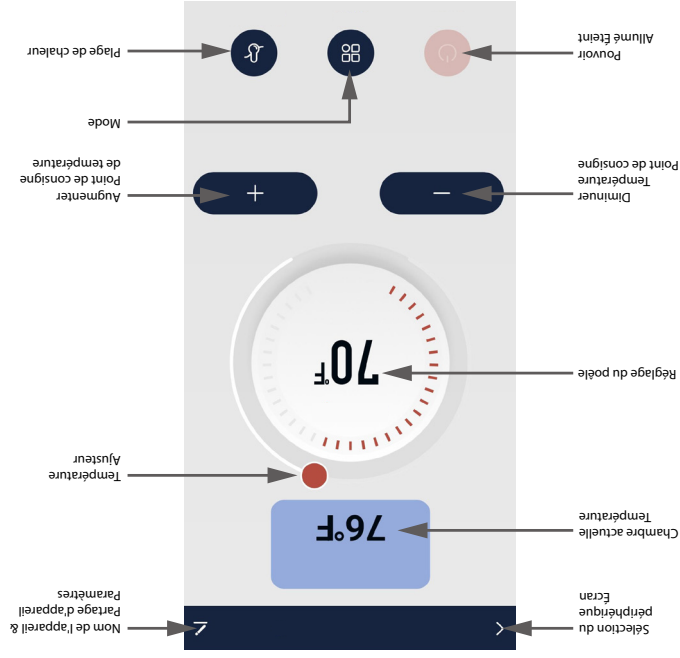 Sélection du
périphérique
Écran
Nom de l'appareil &
Partage d'appareil
Paramètres
Chambre actuelle
Température
76°F
Température
Ajusteur
Réglage du poêle
70°F
Diminuer
Température
Point de consigne
−
+
Augmenter
Point de consigne
de température
Mode
Pouvoir
Allumé Éteint
Plage de chaleur